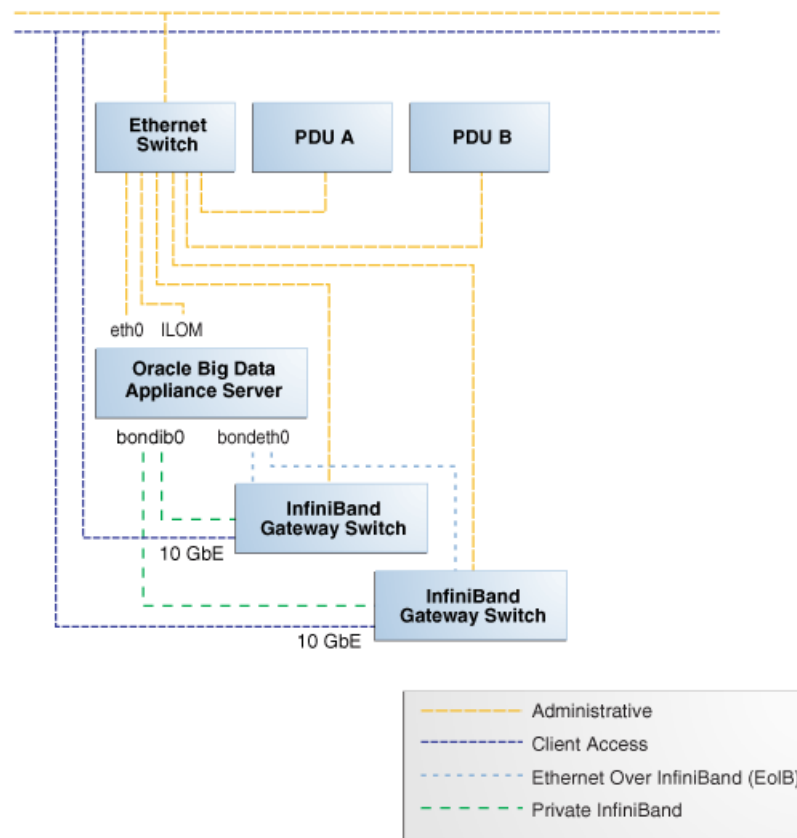 Ethernet
Switch
PDU A
PDU B
eth0
ILOM
Oracle Big Data
Appliance Server
bondib0
bondeth0
InfiniBand
Gateway Switch
10 GbE
InfiniBand
Gateway Switch
10 GbE
Administrative
Client Access
Ethernet Over InfiniBand (EoIB)
Private InfiniBand